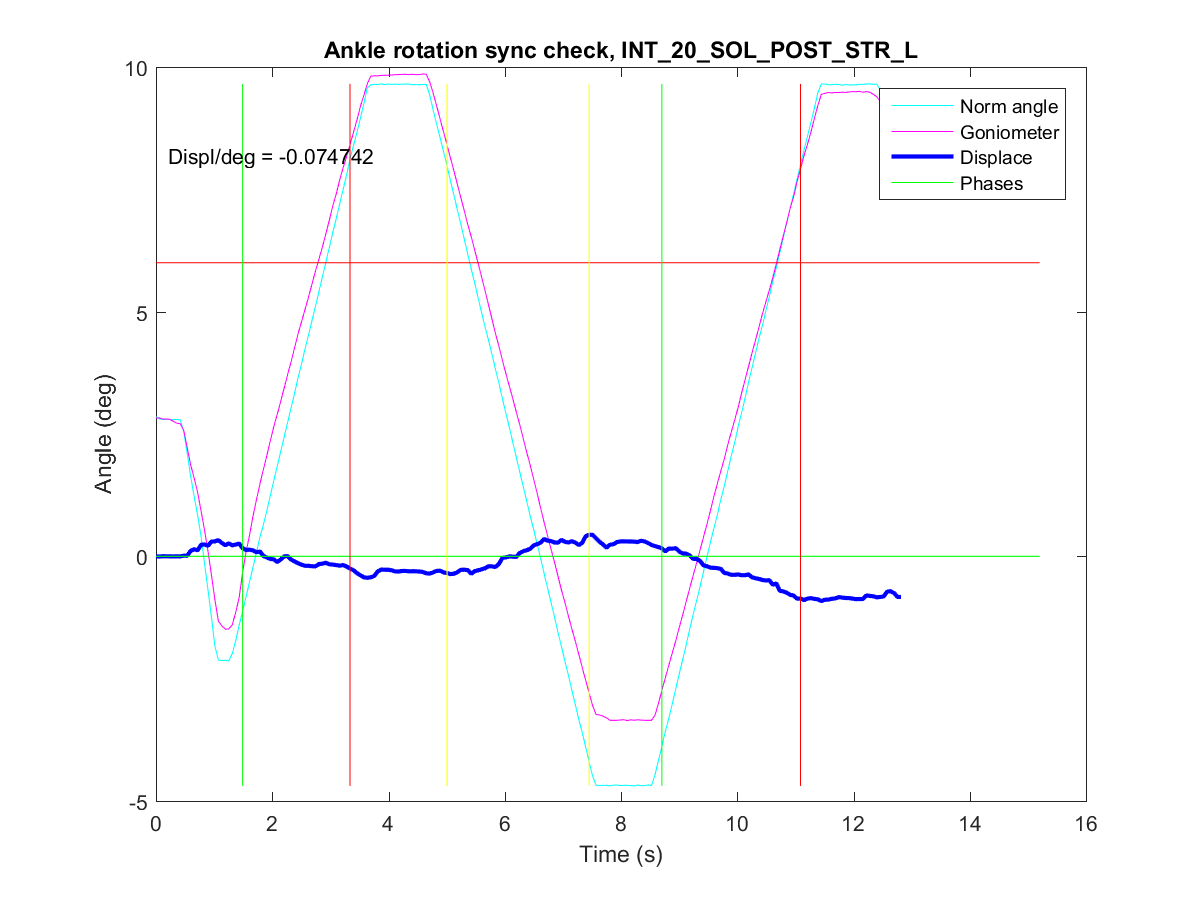 Ankle rotation sync check, INT_20_SOL_POST_STR_L
10
Norm angle
Goniometer
Displace
Phases
Displ/deg = -0.074742
5
Angle (deg)
0
-5
0 2 4 6 8 10 12 14 16
Time (s)